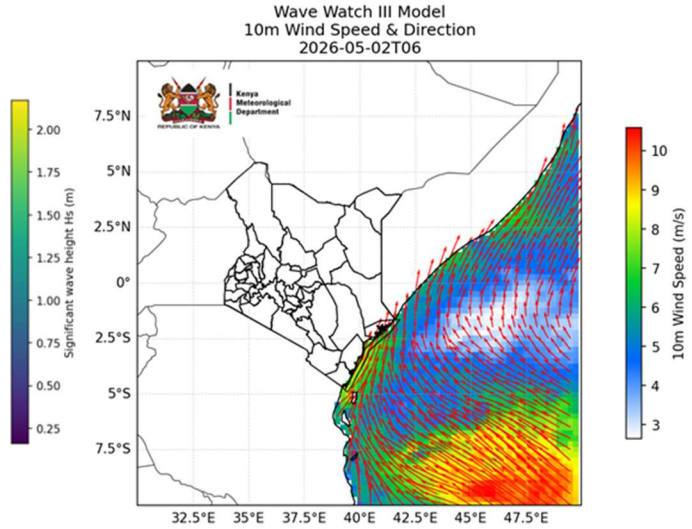 Wave Watch III Model
10m Wind Speed & Direction
2026-05-02T06
Kenya
Meteorological
Department
REPUBLIC OF KENYA
7.5°N
5°N
2.5°N
0°
2.5°S
5°S
7.5°S
32.5°E
35°E
37.5°E
40°E
42.5°E
45°E
47.5°E
2.00
1.75
1.50
1.25
1.00
0.75
0.50
0.25
Significant wave height Hs (m)
10
9
8
7
6
5
4
3
10m Wind Speed (m/s)